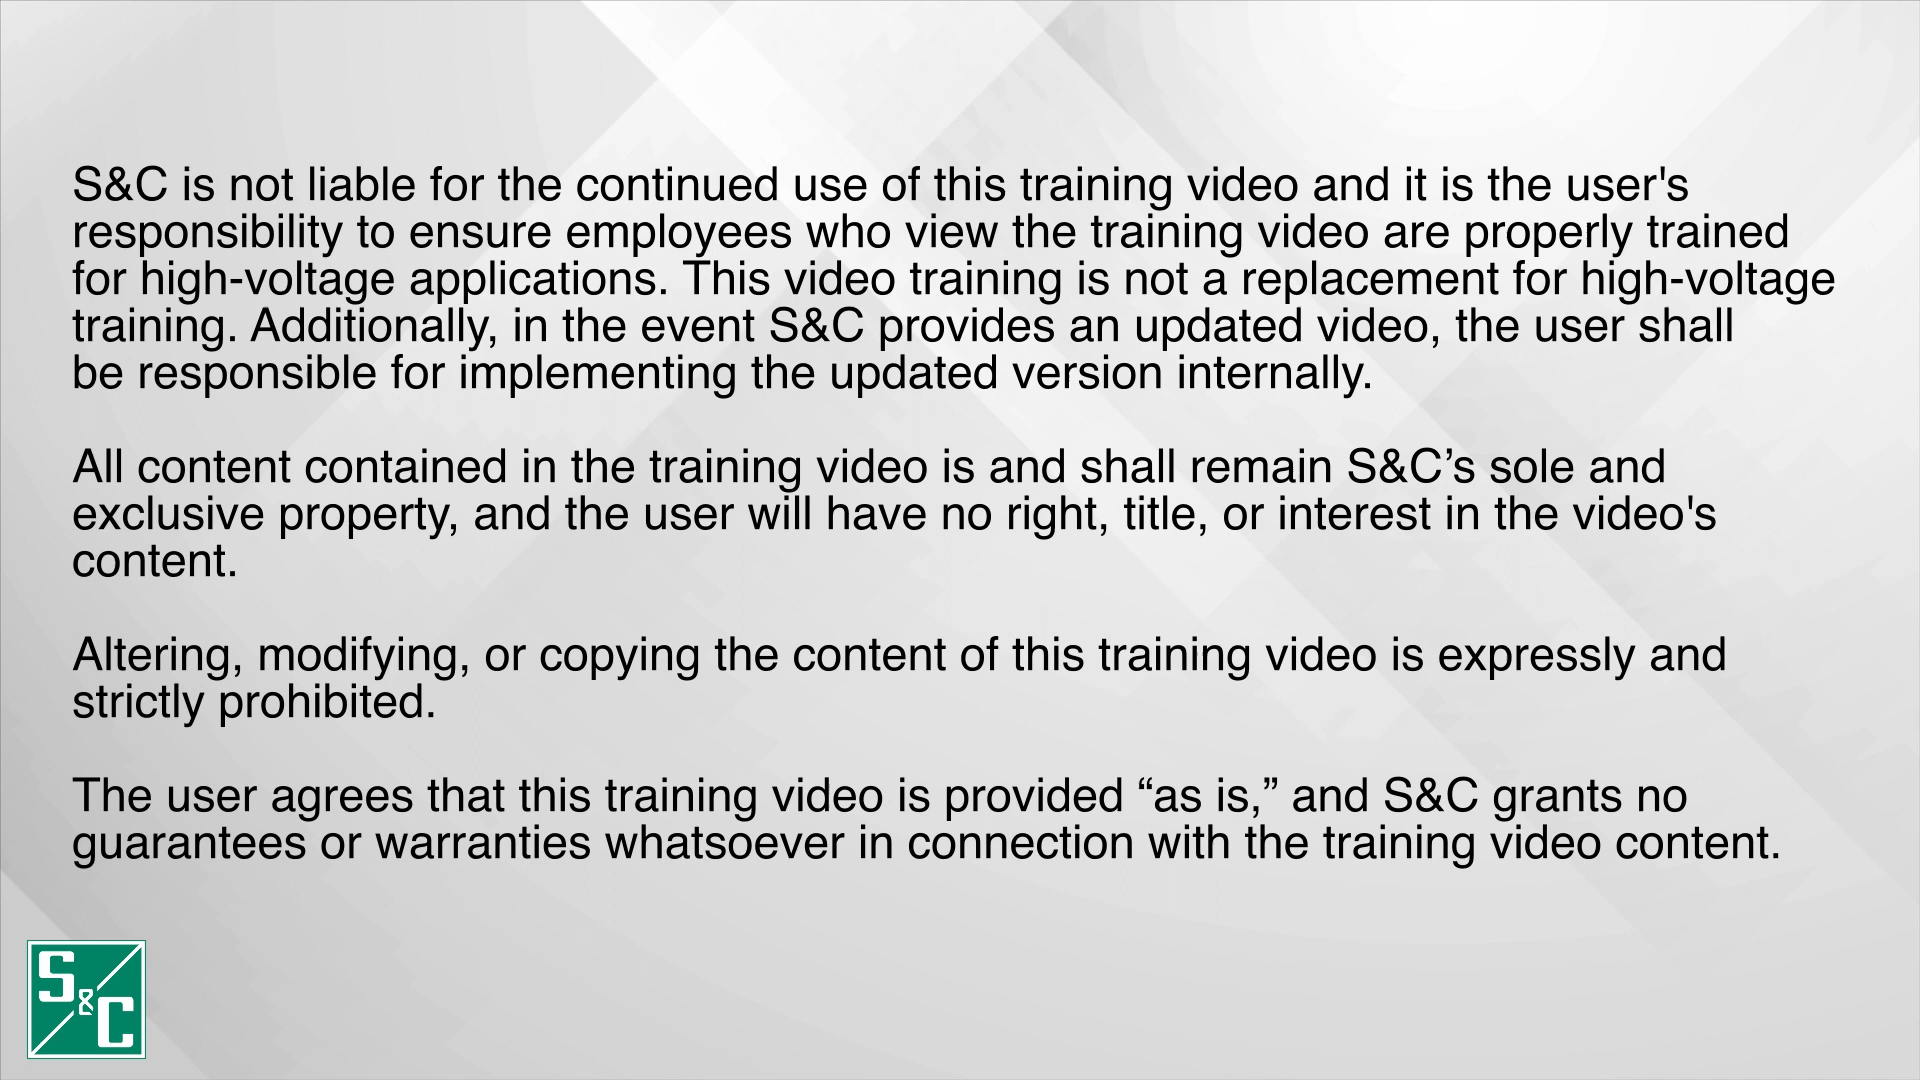 S&C is not liable for the continued use of this training video and it is the user's
responsibility to ensure employees who view the training video are properly trained
for high-voltage applications. This video training is not a replacement for high-voltage
training. Additionally, in the event S&C provides an updated video, the user shall
be responsible for implementing the updated version internally.
All content contained in the training video is and shall remain S&C’s sole and
exclusive property, and the user will have no right, title, or interest in the video's
content.
Altering, modifying, or copying the content of this training video is expressly and
strictly prohibited.
The user agrees that this training video is provided “as is,” and S&C grants no
guarantees or warranties whatsoever in connection with the training video content.
S&C